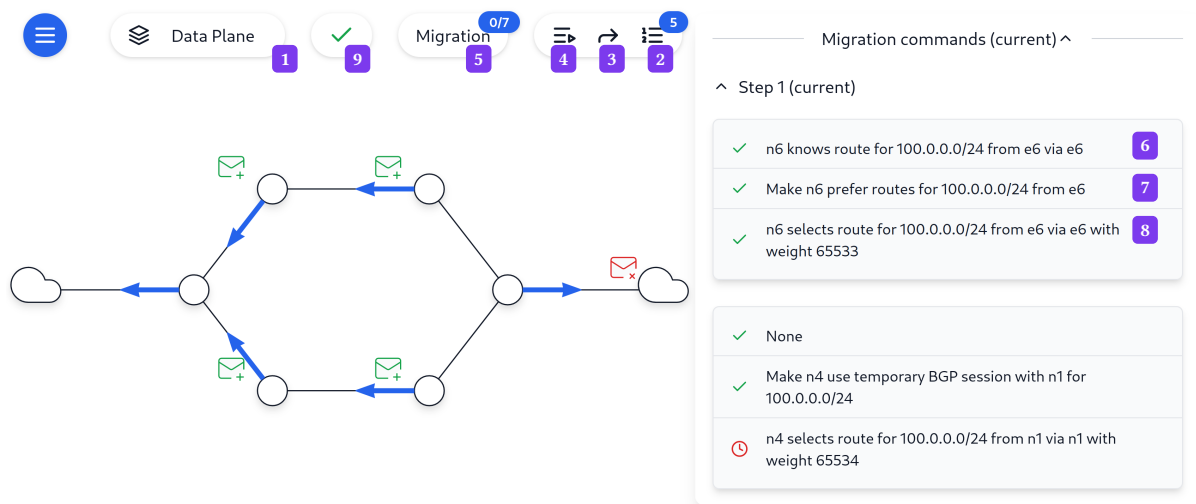 Data Plane
Migration
0/7
5
1
9
5
4
3
2
Migration commands (current)
Step 1 (current)
n6 knows route for 100.0.0.0/24 from e6 via e6
6
Make n6 prefer routes for 100.0.0.0/24 from e6
7
n6 selects route for 100.0.0.0/24 from e6 via e6 with
weight 65533
8
None
Make n4 use temporary BGP session with n1 for
100.0.0.0/24
n4 selects route for 100.0.0.0/24 from n1 via n1 with
weight 65534